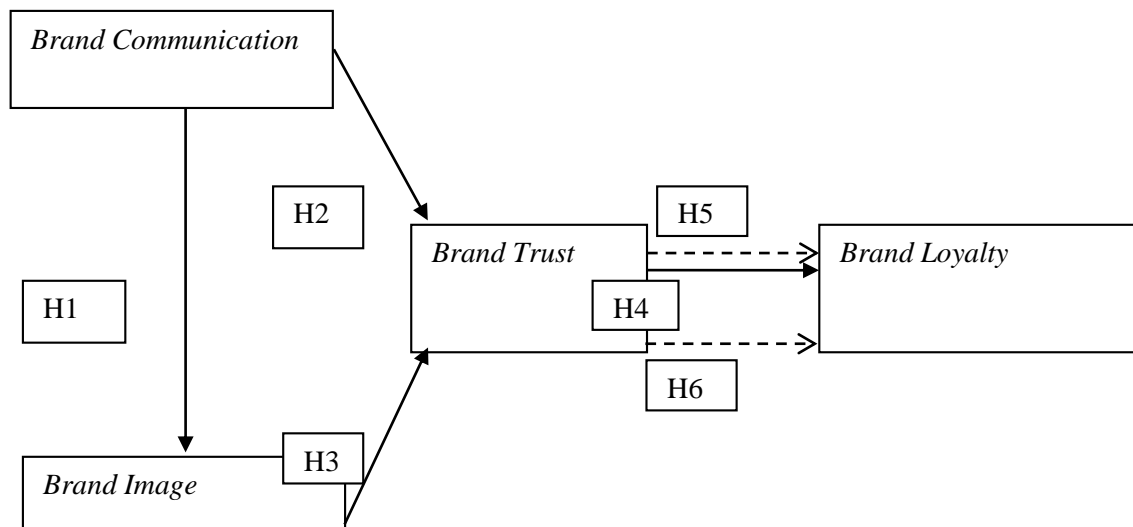 Brand Communication
H2
H5
Brand Trust
Brand Loyalty
H1
H4
H6
H3
Brand Image